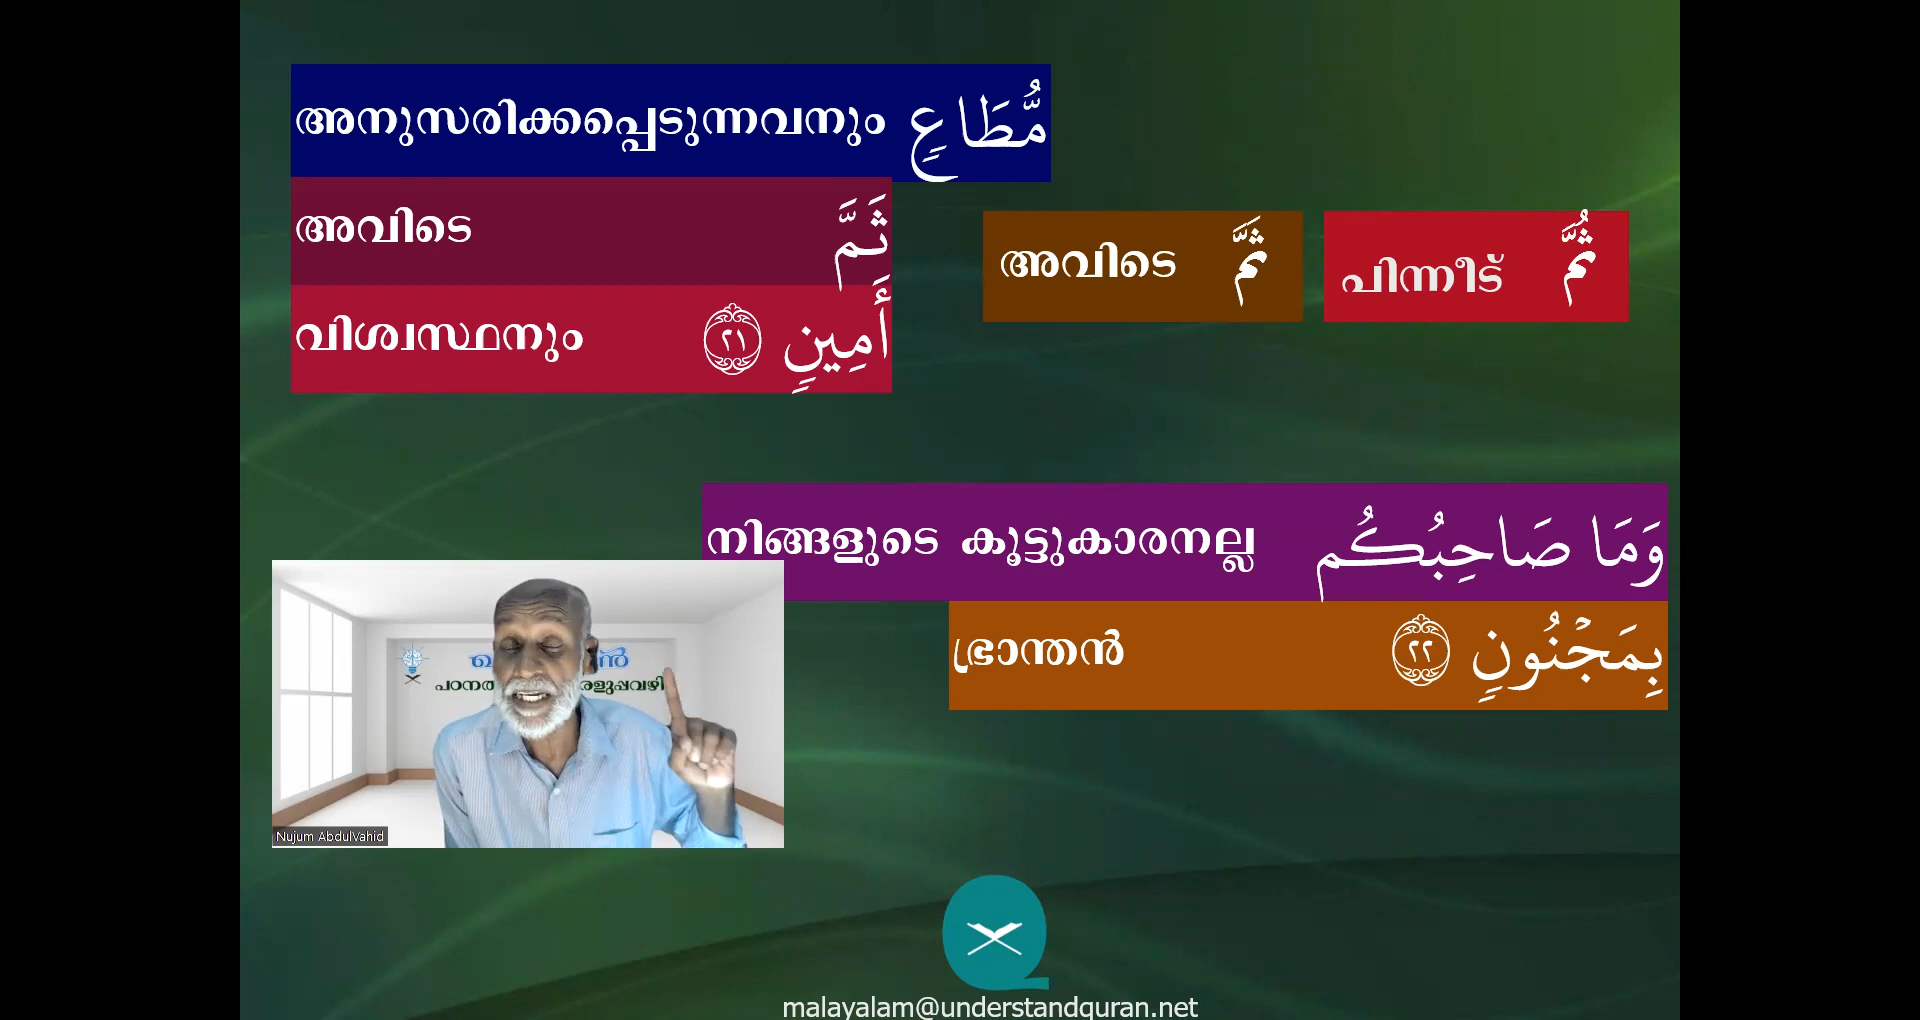 അനുസരിക്കപ്പെടുന്നവനും مُّطَاعٍ
അവിടെ ثَمَّ
അവിടെ ثَمَّ
പിന്നീട് ثُمَّ
വിശ്വസ്ഥനും أَمِينٍ ٢١
നിങ്ങളുടെ കൂട്ടുകാരനല്ല وَمَا صَاحِبُكُم
ഭ്രാന്തൻ بِمَجْنُونٍ ٢٢
Nujum AbdulVahid
malayalam@understandquran.net